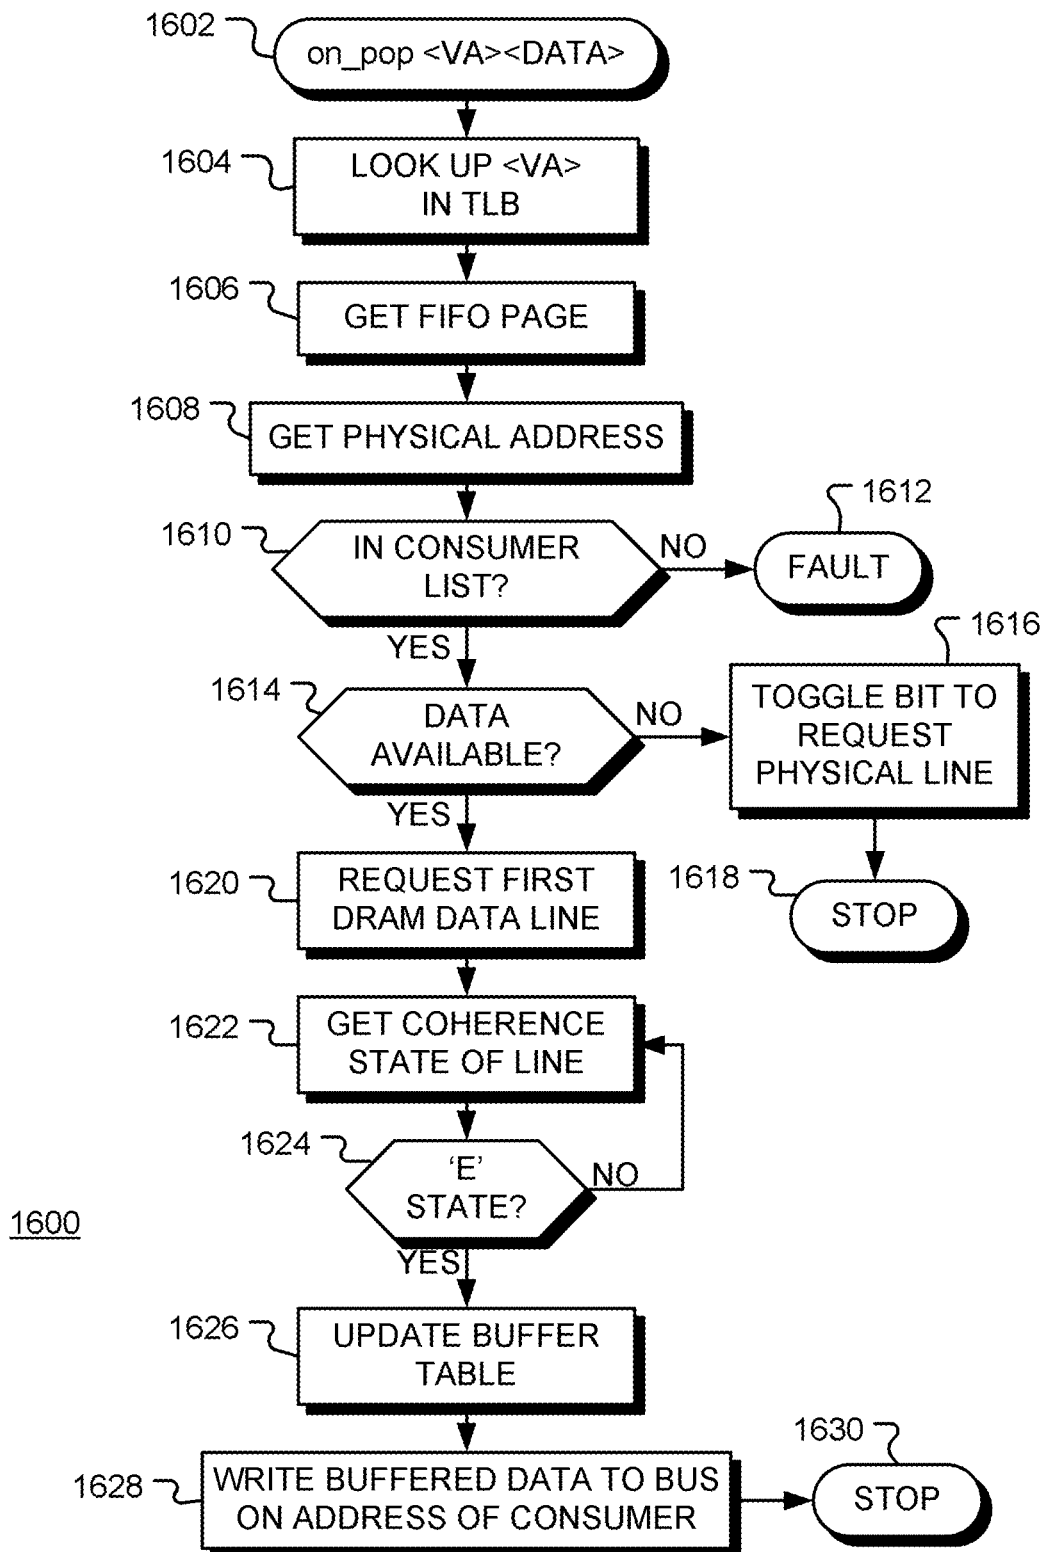 1602
on_pop <VA><DATA>
1604
LOOK UP <VA>
IN TLB
1606
GET FIFO PAGE
1608
GET PHYSICAL ADDRESS
1610
IN CONSUMER
LIST?
NO
1612
FAULT
YES
1614
DATA
AVAILABLE?
NO
1616
TOGGLE BIT TO
REQUEST
PHYSICAL LINE
1618
STOP
YES
1620
REQUEST FIRST
DRAM DATA LINE
1622
GET COHERENCE
STATE OF LINE
1624
‘E’
STATE?
NO
1600
YES
1626
UPDATE BUFFER
TABLE
1628
WRITE BUFFERED DATA TO BUS
ON ADDRESS OF CONSUMER
1630
STOP